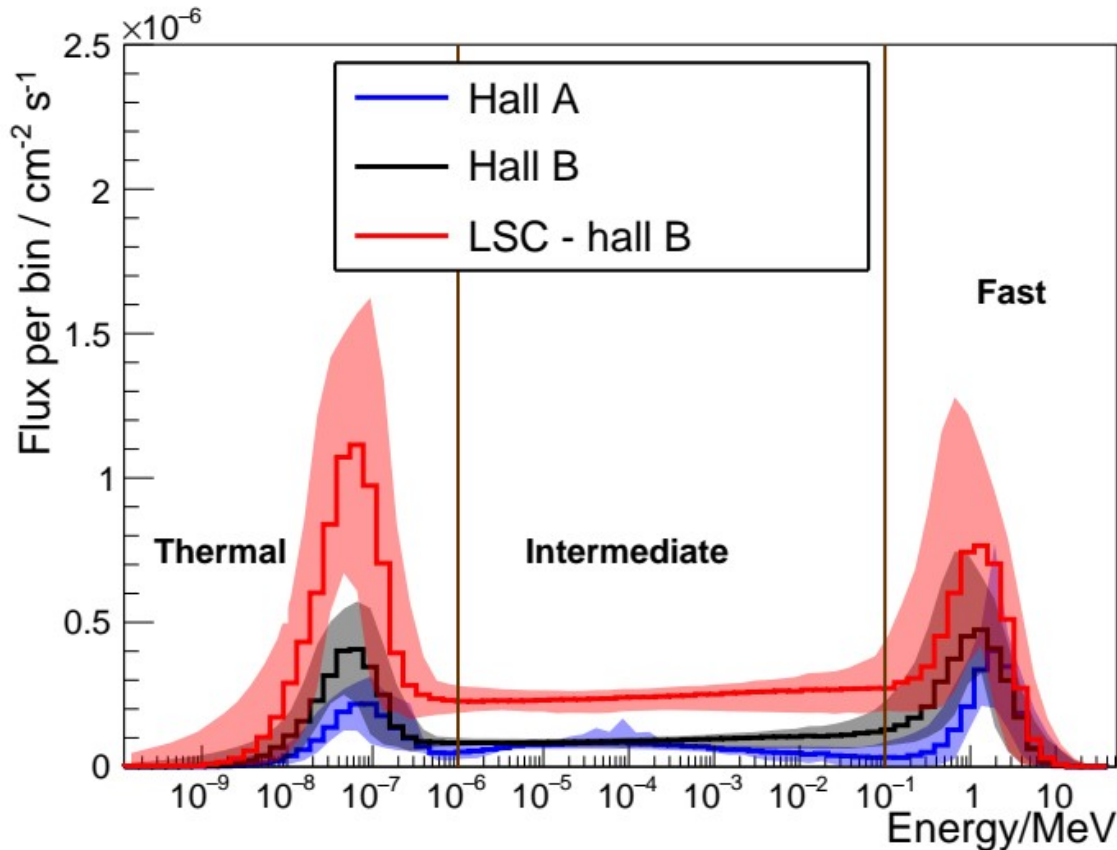 ×10⁻⁶
Flux per bin / cm⁻² s⁻¹
2.5
2
1.5
1
0.5
0
Hall A
Hall B
LSC - hall B
Fast
Thermal
Intermediate
10⁻⁹ 10⁻⁸ 10⁻⁷ 10⁻⁶ 10⁻⁵ 10⁻⁴ 10⁻³ 10⁻² 10⁻¹ 1 10
Energy/MeV